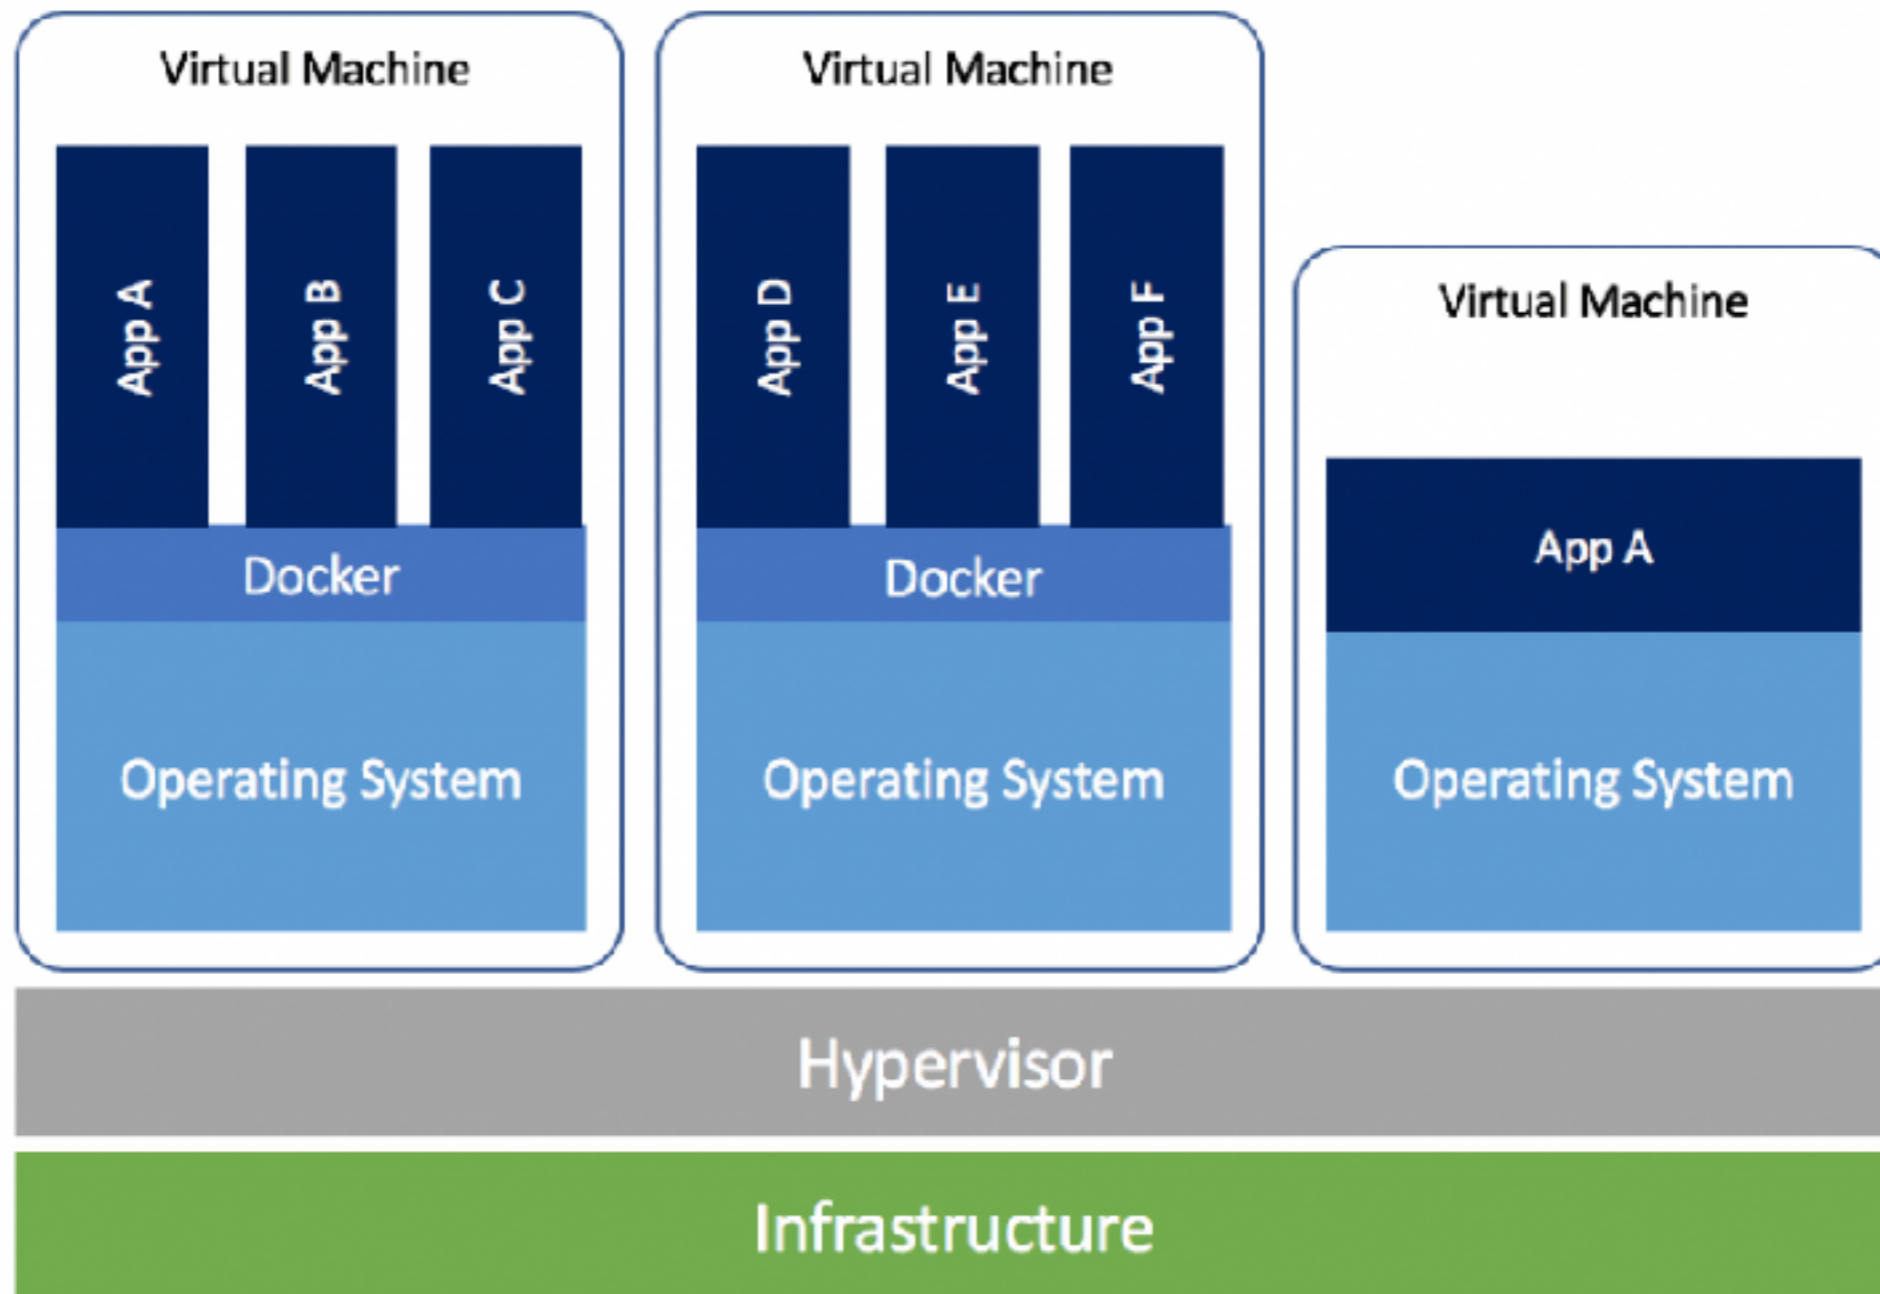 Virtual Machine
App A
App B
App C
Docker
Operating System
Virtual Machine
App D
App E
App F
Docker
Operating System
Virtual Machine
App A
Operating System
Hypervisor
Infrastructure